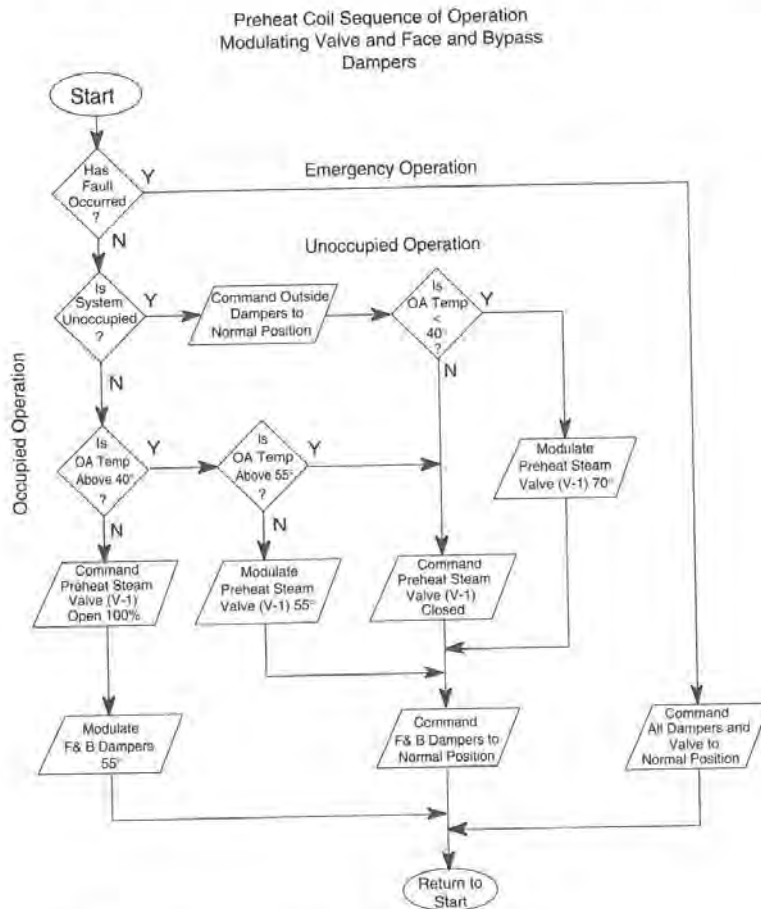 Preheat Coil Sequence of Operation
Modulating Valve and Face and Bypass
Dampers
Start
Has
Fault
Occurred
?
Y
Emergency Operation
N
Unoccupied Operation
Is
System
Unoccupied
?
Y
Command Outside
Dampers to
Normal Position
Is
OA Temp
<
40°
?
Y
N
N
Occupied Operation
Is
OA Temp
Above 40°
?
Y
Is
OA Temp
Above 55°
?
Y
Modulate
Preheat Steam
Valve (V-1) 70°
N
N
Command
Preheat Steam
Valve (V-1)
Open 100%
Modulate
Preheat Steam
Valve (V-1) 55°
Command
Preheat Steam
Valve (V-1)
Closed
Modulate
F& B Dampers
55°
Command
F& B Dampers to
Normal Position
Command
All Dampers and
Valve to
Normal Position
Return to
Start